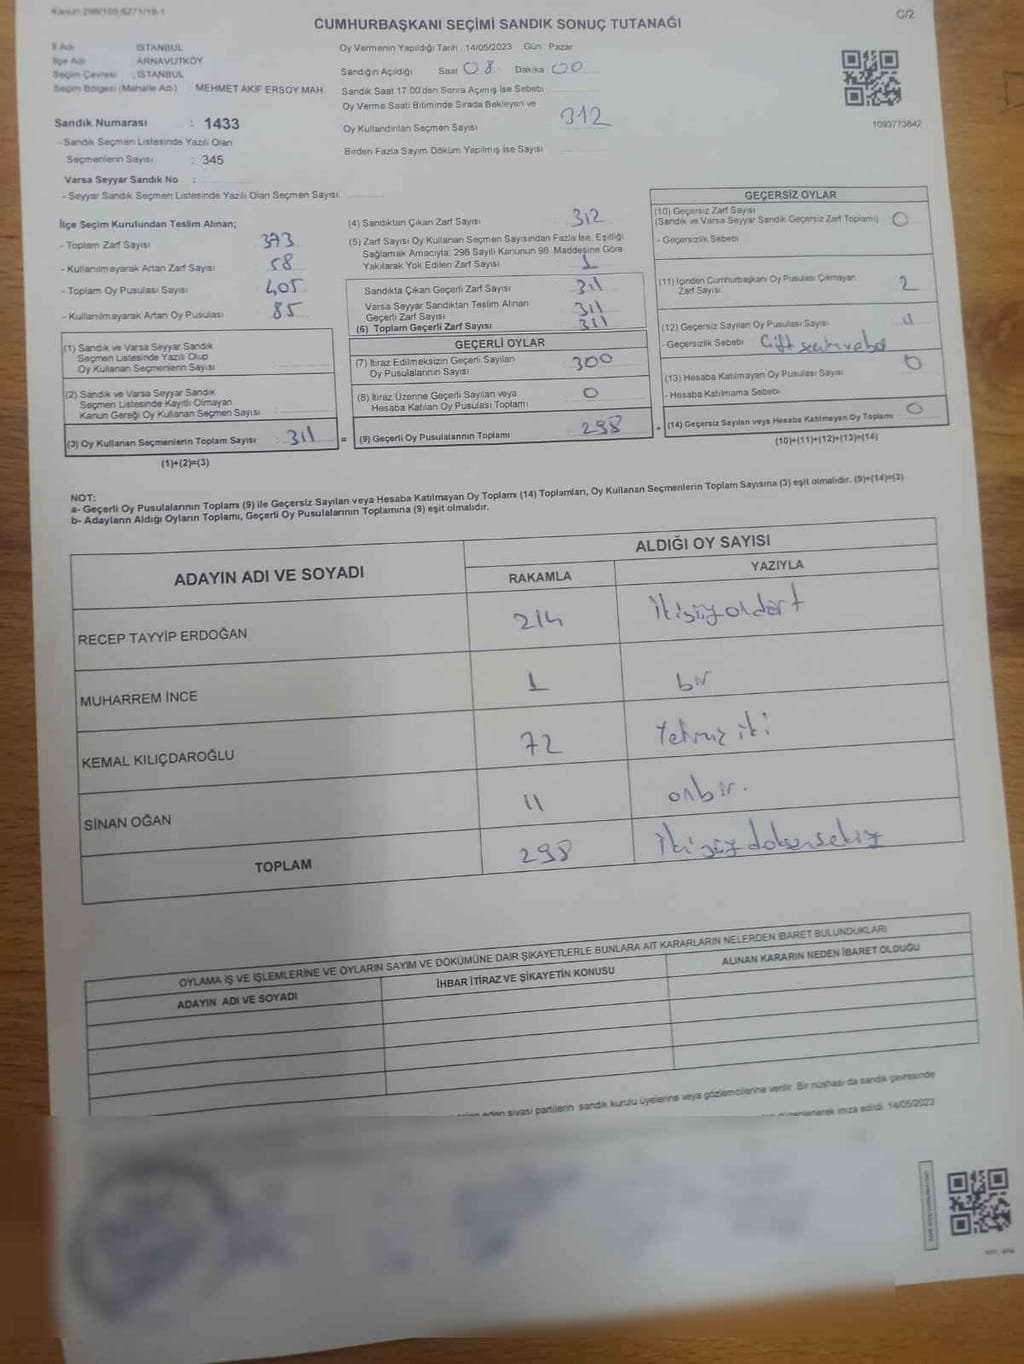 Kanun:298/105:6271/19-1
C/2
CUMHURBAŞKANI SEÇİMİ SANDIK SONUÇ TUTANAĞI
İl Adı : İSTANBUL
İlçe Adı : ARNAVUTKÖY
Seçim Çevresi : İSTANBUL
Seçim Bölgesi (Mahalle Adı) MEHMET AKİF ERSOY MAH
Sandık Numarası : 1433
- Sandık Seçmen Listesinde Yazılı Olan
Seçmenlerin Sayısı : 345
Varsa Seyyar Sandık No :
- Seyyar Sandık Seçmen Listesinde Yazılı Olan Seçmen Sayısı:
Oy Vermenin Yapıldığı Tarih : 14/05/2023 Gün : Pazar
Sandığın Açıldığı Saat 08 Dakika 00
Sandık Saat 17.00'den Sonra Açımış İse Sebebi
Oy Verme Saati Bitiminde Sırada Bekleyen ve
Oy Kullandırılan Seçmen Sayısı 312
Birden Fazla Sayım Döküm Yapılmış İse Sayısı
1093773842
İlçe Seçim Kurulundan Teslim Alınan;
- Toplam Zarf Sayısı 373
- Kullanılmayarak Artan Zarf Sayısı 58
- Toplam Oy Pusulası Sayısı 405
- Kullanılmayarak Artan Oy Pusulası 85
(1) Sandık ve Varsa Seyyar Sandık
Seçmen Listesinde Yazılı Olup
Oy Kullanan Seçmenlerin Sayısı
(2) Sandık ve Varsa Seyyar Sandık
Seçmen Listesinde Kayıtlı Olmayan
Kanun Gereği Oy Kullanan Seçmen Sayısı
(3) Oy Kullanan Seçmenlerin Toplam Sayısı 311 =
(1)+(2)=(3)
(4) Sandıktan Çıkan Zarf Sayısı 312
(5) Zarf Sayısı Oy Kullanan Seçmen Sayısından Fazla İse, Eşitliği
Sağlamak Amacıyla, 298 Sayılı Kanunun 98. Maddesine Göre
Yakılarak Yok Edilen Zarf Sayısı 1
Sandıkta Çıkan Geçerli Zarf Sayısı 311
Varsa Seyyar Sandıktan Teslim Alınan
Geçerli Zarf Sayısı 311
(6) Toplam Geçerli Zarf Sayısı 311
GEÇERLİ OYLAR
(7) İtiraz Edilmeksizin Geçerli Sayılan
Oy Pusulalarının Sayısı 300
(8) İtiraz Üzerine Geçerli Sayılan veya
Hesaba Katılan Oy Pusulası Toplamı 0
(9) Geçerli Oy Pusulalarının Toplamı 298 +
GEÇERSİZ OYLAR
(10) Geçersiz Zarf Sayısı
(Sandık ve Varsa Seyyar Sandık Geçersiz Zarf Toplamı) 0
- Geçersizlik Sebebi
(11) İçinden Cumhurbaşkanı Oy Pusulası Çıkmayan
Zarf Sayısı 2
(12) Geçersiz Sayılan Oy Pusulası Sayısı
- Geçersizlik Sebebi Çift
(13) Hesaba Katılmayan Oy Pusulası Sayısı 0
- Hesaba Katılmama Sebebi
(14) Geçersiz Sayılan veya Hesaba Katılmayan Oy Toplamı 0
(10)+(11)+(12)+(13)=(14)
NOT:
a- Geçerli Oy Pusulalarının Toplamı (9) ile Geçersiz Sayılan veya Hesaba Katılmayan Oy Toplamı (14) Toplamları, Oy Kullanan Seçmenlerin Toplam Sayısına (3) eşit olmalıdır. (9)+(14)=(3)
b- Adayların Aldığı Oyların Toplamı, Geçerli Oy Pusulalarının Toplamına (9) eşit olmalıdır.
ADAYIN ADI VE SOYADI ALDIĞI OY SAYISI
RAKAMLA YAZIYLA
RECEP TAYYİP ERDOĞAN 214 ikiyüzondört
MUHARREM İNCE 1 bir
KEMAL KILIÇDAROĞLU 72 Yetmiş iki
SİNAN OĞAN 11 onbir.
TOPLAM 298 ikiyüzdoksansekiz
OYLAMA İŞ VE İŞLEMLERİNE VE OYLARIN SAYIM VE DÖKÜMÜNE DAİR ŞİKAYETLERLE BUNLARA AİT KARARLARIN NELERDEN İBARET BULUNDUKLARI
ADAYIN ADI VE SOYADI İHBAR İTİRAZ VE ŞİKAYETİN KONUSU ALINAN KARARIN NEDEN İBARET OLDUĞU
eden siyasi partilerin sandık kurulu üyelerine veya gözlemcilerine verilir. Bir nüshası da sandık çevresinde
düzenlenerek imza edildi. 14/05/2023